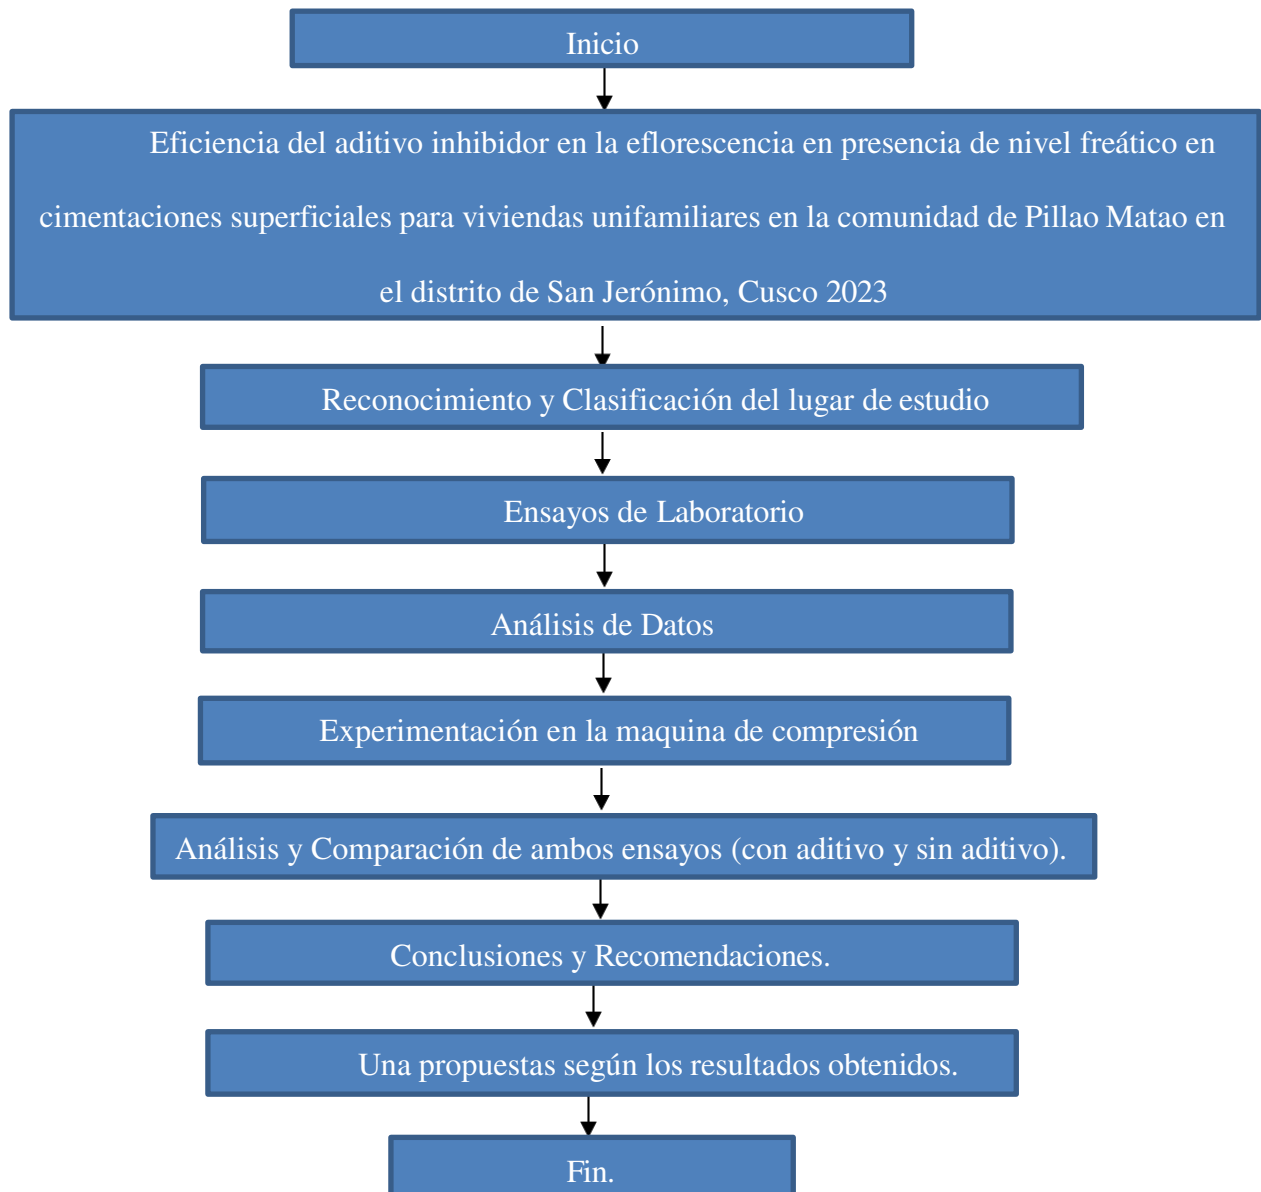 Inicio
Eficiencia del aditivo inhibidor en la eflorescencia en presencia de nivel freático en
cimentaciones superficiales para viviendas unifamiliares en la comunidad de Pillao Matao en
el distrito de San Jerónimo, Cusco 2023
Reconocimiento y Clasificación del lugar de estudio
Ensayos de Laboratorio
Análisis de Datos
Experimentación en la maquina de compresión
Análisis y Comparación de ambos ensayos (con aditivo y sin aditivo).
Conclusiones y Recomendaciones.
Una propuestas según los resultados obtenidos.
Fin.